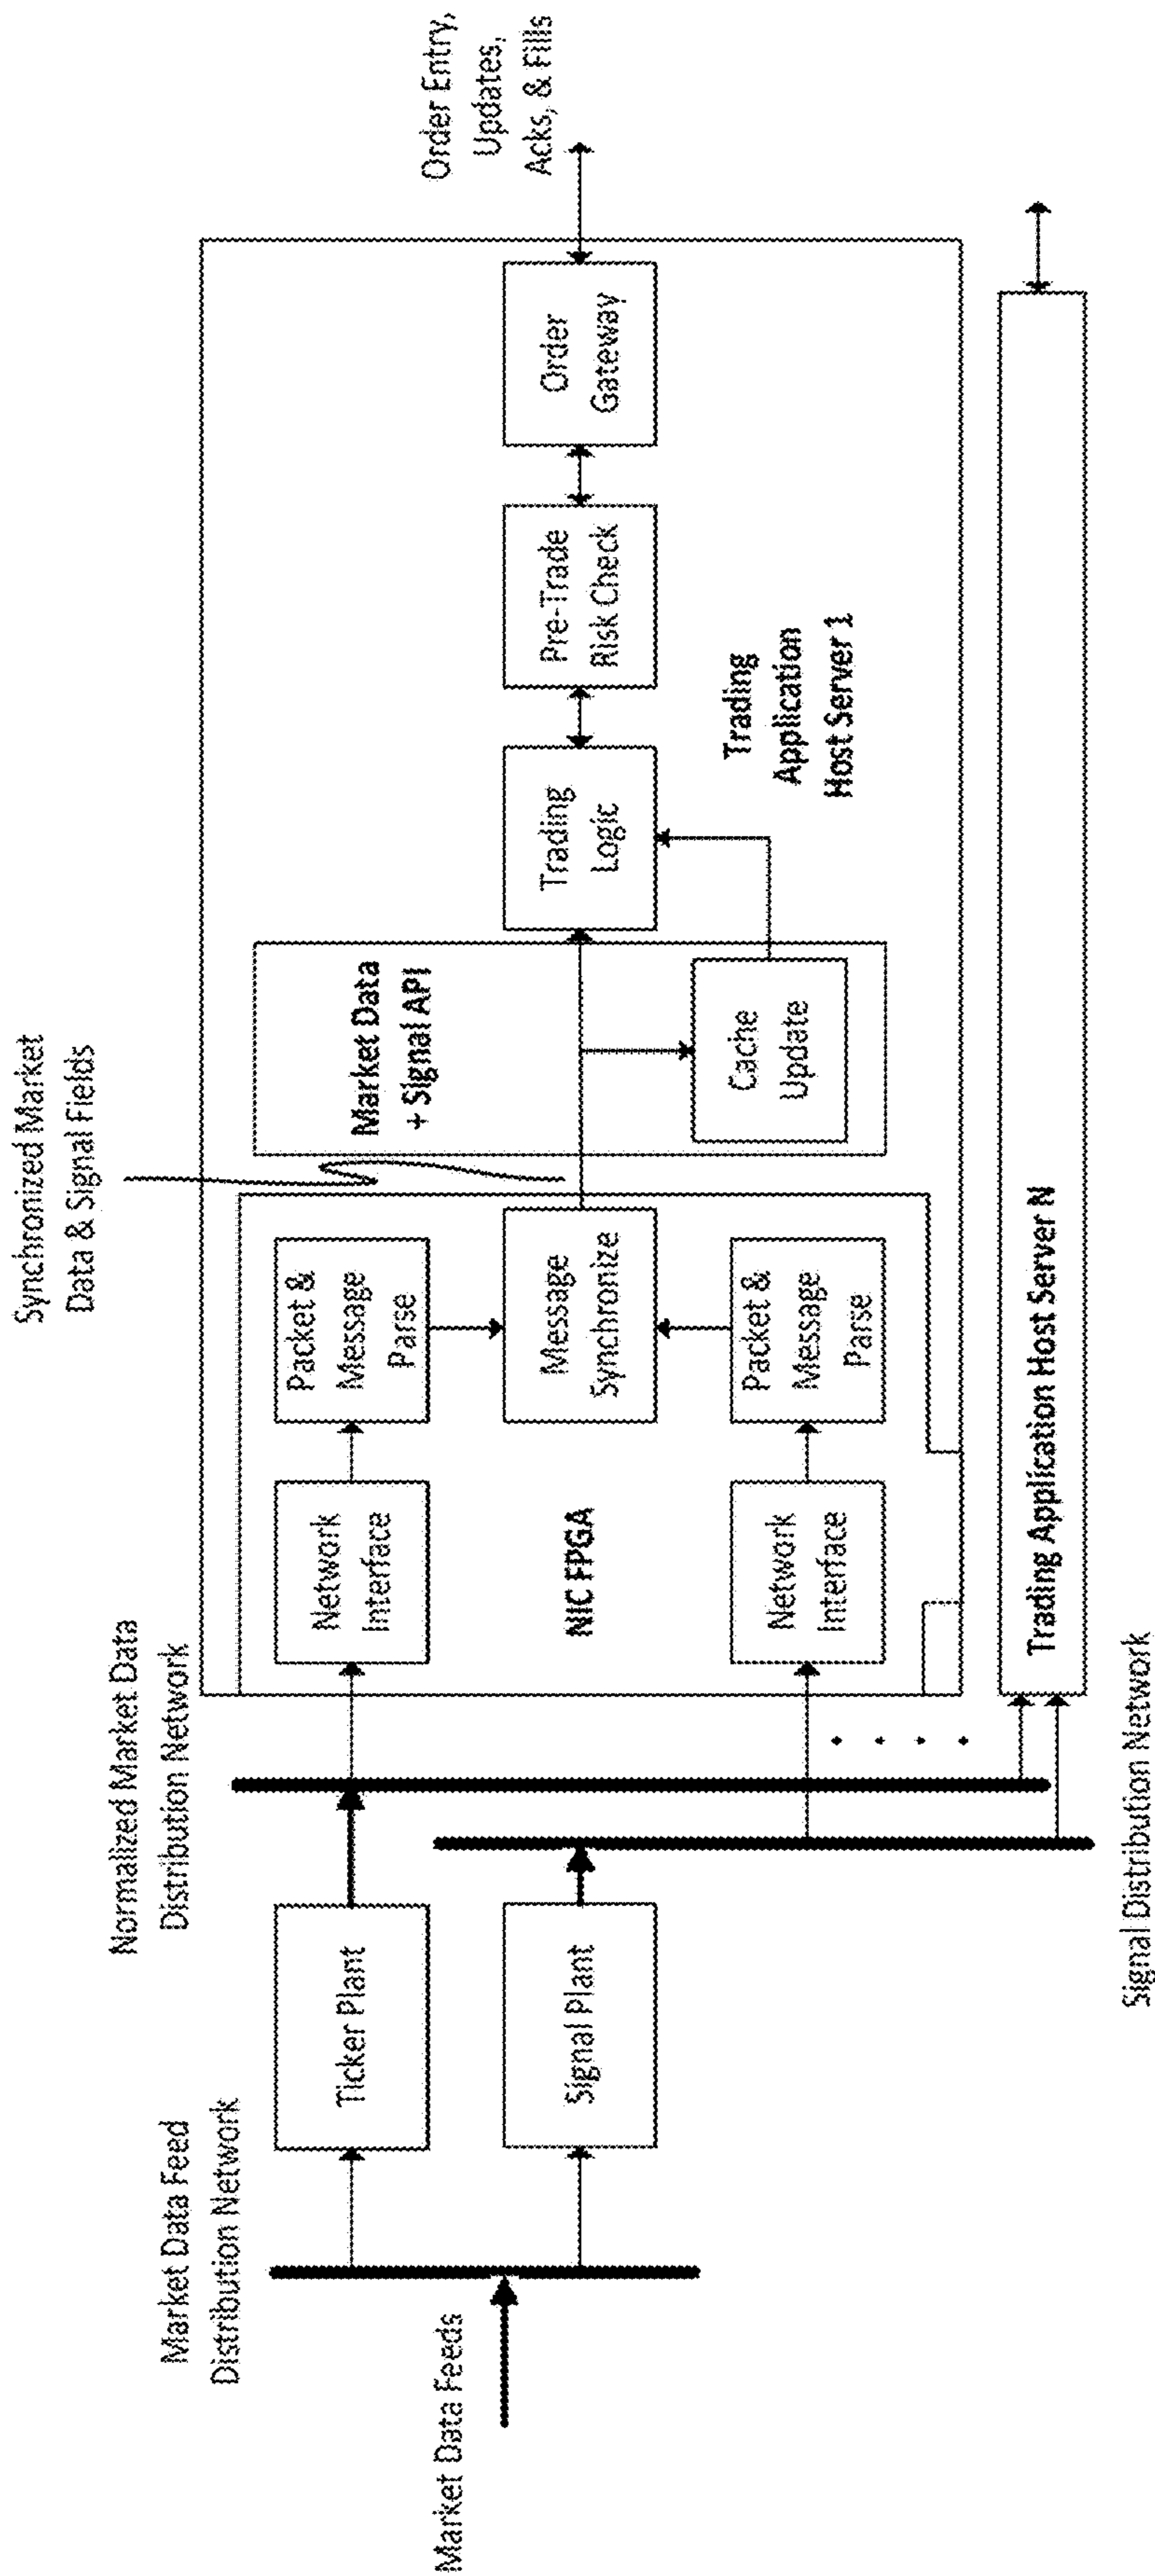 Market Data Feeds
Market Data Feed
Distribution Network
Ticker Plant
Signal Plant
Normalized Market Data
Distribution Network
Signal Distribution Network
Network
Interface
NIC FPGA
Network
Interface
Packet &
Message
Parse
Message
Synchronize
Packet &
Message
Parse
Synchronized Market
Data & Signal Fields
Market Data
+ Signal API
Cache
Update
Trading
Logic
Pre-Trade
Risk Check
Order
Gateway
Trading
Application
Host Server 1
Order Entry,
Updates,
Acks, & Fills
Trading Application Host Server N